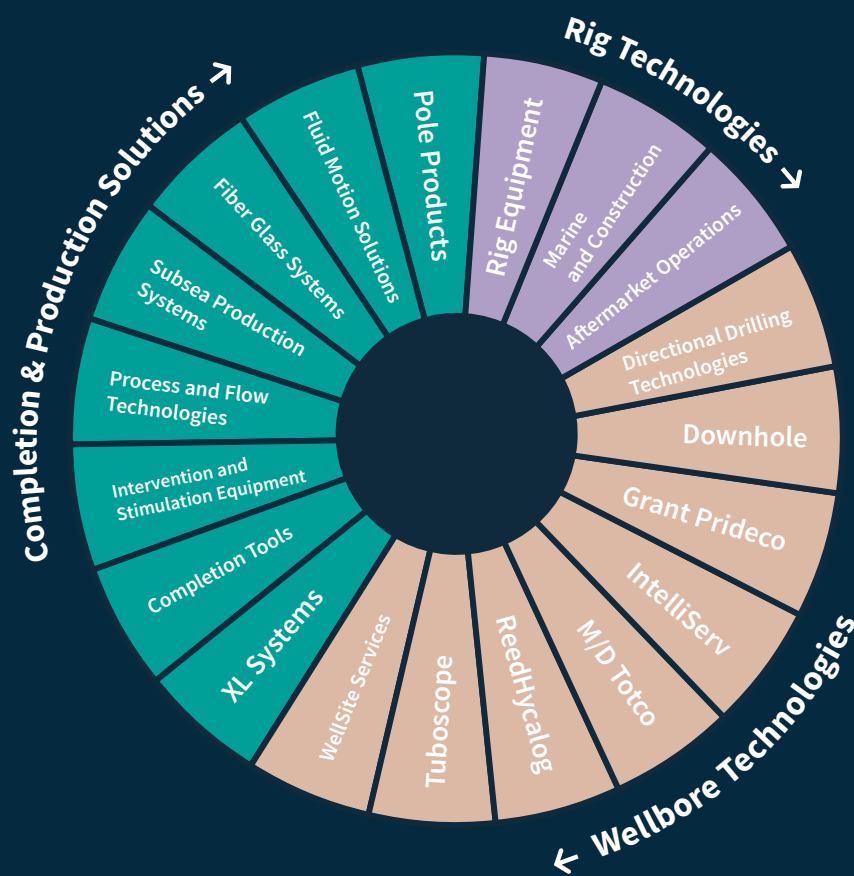 Rig Technologies →
Rig Equipment
Marine
and Construction
Aftermarket Operations
Wellbore Technologies →
Directional Drilling
Technologies
Downhole
Grant Prideco
IntelliServ
M/D Totco
ReedHycalog
Tuboscope
WellSite Services
Completion & Production Solutions →
XL Systems
Completion Tools
Intervention and
Stimulation Equipment
Process and Flow
Technologies
Subsea Production
Systems
Fiber Glass Systems
Fluid Motion Solutions
Pole Products